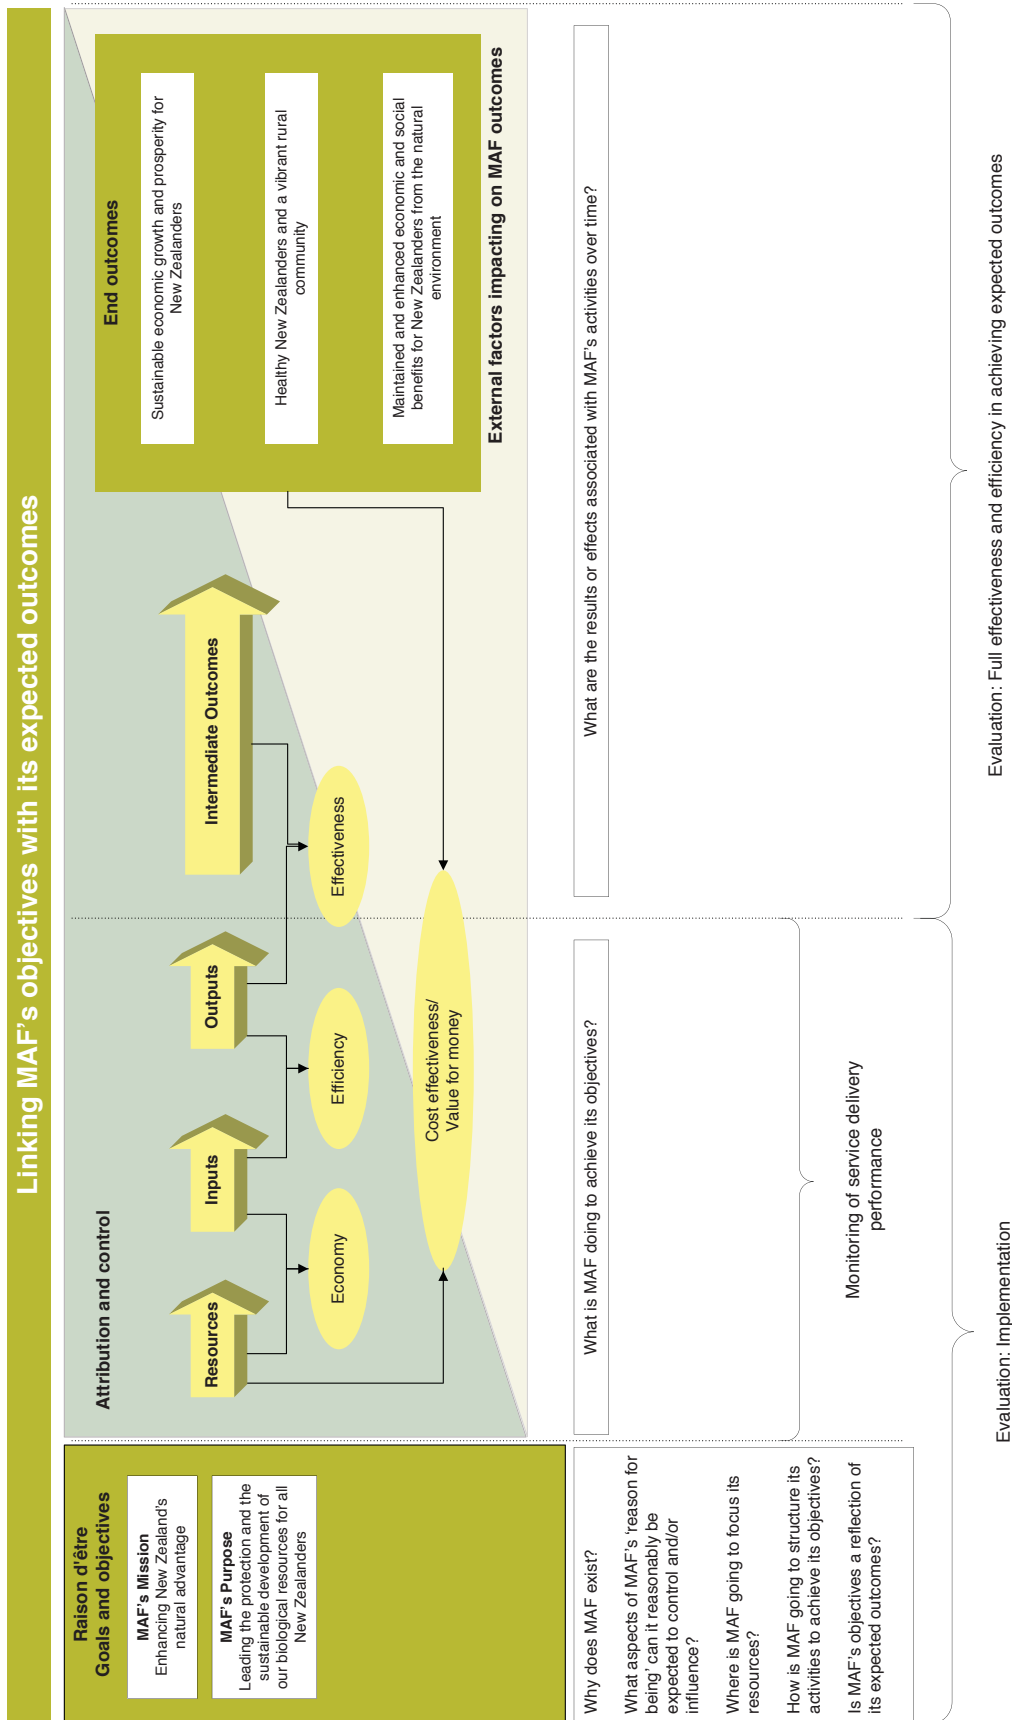 Linking MAF's objectives with its expected outcomes
Raison d'être
Goals and objectives
MAF's Mission
Enhancing New Zealand's
natural advantage
MAF's Purpose
Leading the protection and the
sustainable development of
our biological resources for all
New Zealanders
Attribution and control
Resources
Inputs
Outputs
Intermediate Outcomes
Economy
Efficiency
Effectiveness
Cost effectiveness/
Value for money
End outcomes
Sustainable economic growth and prosperity for
New Zealanders
Healthy New Zealanders and a vibrant rural
community
Maintained and enhanced economic and social
benefits for New Zealanders from the natural
environment
External factors impacting on MAF outcomes
Why does MAF exist?
What aspects of MAF's 'reason for
being' can it reasonably be
expected to control and/or
influence?
Where is MAF going to focus its
resources?
How is MAF going to structure its
activities to achieve its objectives?
Is MAF's objectives a reflection of
its expected outcomes?
What is MAF doing to achieve its objectives?
What are the results or effects associated with MAF's activities over time?
Monitoring of service delivery
performance
Evaluation: Implementation
Evaluation: Full effectiveness and efficiency in achieving expected outcomes